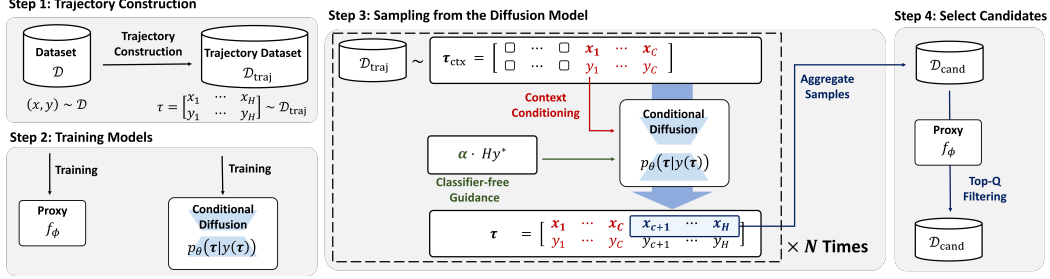 Step 1: Trajectory Construction
Dataset
𝒟
Trajectory
Construction
Trajectory Dataset
𝒟traj
(x, y) ~ 𝒟
τ = [x1 ⋯ xH
y1 ⋯ yH] ~ 𝒟traj
Step 2: Training Models
Training
Training
Proxy
fϕ
Conditional
Diffusion
pθ(τ|y(τ))
Step 3: Sampling from the Diffusion Model
𝒟traj ~ τctx = [▢ ⋯ ▢ x1 ⋯ xC
▢ ⋯ ▢ y1 ⋯ yC]
Context
Conditioning
Conditional
Diffusion
pθ(τ|y(τ))
α · Hy*
Classifier-free
Guidance
τ = [x1 ⋯ xC xc+1 ⋯ xH
y1 ⋯ yC yc+1 ⋯ yH]
× N Times
Aggregate
Samples
Step 4: Select Candidates
𝒟cand
Proxy
fϕ
Top-Q
Filtering
𝒟cand